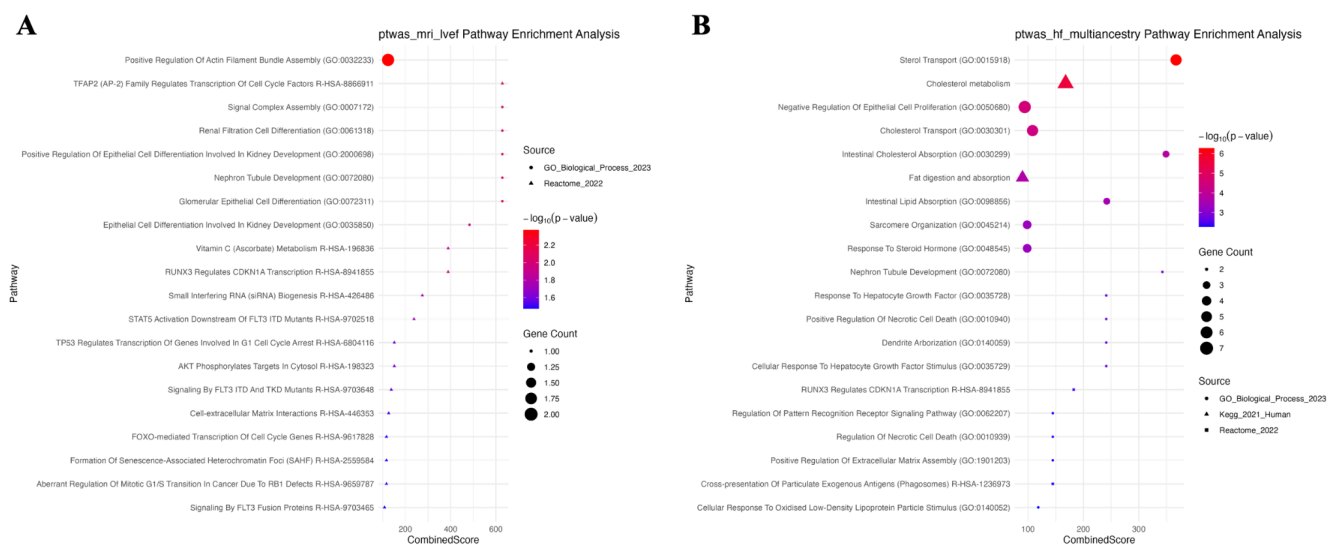 A
ptwas_mri_lvef Pathway Enrichment Analysis
Pathway
Positive Regulation Of Actin Filament Bundle Assembly (GO:0032233)
TFAP2 (AP-2) Family Regulates Transcription Of Cell Cycle Factors R-HSA-8866911
Signal Complex Assembly (GO:0007172)
Renal Filtration Cell Differentiation (GO:0061318)
Positive Regulation Of Epithelial Cell Differentiation Involved In Kidney Development (GO:2000698)
Nephron Tubule Development (GO:0072080)
Glomerular Epithelial Cell Differentiation (GO:0072311)
Epithelial Cell Differentiation Involved In Kidney Development (GO:0035850)
Vitamin C (Ascorbate) Metabolism R-HSA-196836
RUNX3 Regulates CDKN1A Transcription R-HSA-8941855
Small Interfering RNA (siRNA) Biogenesis R-HSA-426486
STAT5 Activation Downstream Of FLT3 ITD Mutants R-HSA-9702518
TP53 Regulates Transcription Of Genes Involved In G1 Cell Cycle Arrest R-HSA-6804116
AKT Phosphorylates Targets In Cytosol R-HSA-198323
Signaling By FLT3 ITD And TKD Mutants R-HSA-9703648
Cell-extracellular Matrix Interactions R-HSA-446353
FOXO-mediated Transcription Of Cell Cycle Genes R-HSA-9617828
Formation Of Senescence-Associated Heterochromatin Foci (SAHF) R-HSA-2559584
Aberrant Regulation Of Mitotic G1/S Transition In Cancer Due To RB1 Defects R-HSA-9659787
Signaling By FLT3 Fusion Proteins R-HSA-9703465
200 400 600
CombinedScore
Source
GO_Biological_Process_2023
Reactome_2022
−log10(p−value)
2.2
2.0
1.8
1.6
Gene Count
1.00
1.25
1.50
1.75
2.00
B
ptwas_hf_multiancestry Pathway Enrichment Analysis
Pathway
Sterol Transport (GO:0015918)
Cholesterol metabolism
Negative Regulation Of Epithelial Cell Proliferation (GO:0050680)
Cholesterol Transport (GO:0030301)
Intestinal Cholesterol Absorption (GO:0030299)
Fat digestion and absorption
Intestinal Lipid Absorption (GO:0098856)
Sarcomere Organization (GO:0045214)
Response To Steroid Hormone (GO:0048545)
Nephron Tubule Development (GO:0072080)
Response To Hepatocyte Growth Factor (GO:0035728)
Positive Regulation Of Necrotic Cell Death (GO:0010940)
Dendrite Arborization (GO:0140059)
Cellular Response To Hepatocyte Growth Factor Stimulus (GO:0035729)
RUNX3 Regulates CDKN1A Transcription R-HSA-8941855
Regulation Of Pattern Recognition Receptor Signaling Pathway (GO:0062207)
Regulation Of Necrotic Cell Death (GO:0010939)
Positive Regulation Of Extracellular Matrix Assembly (GO:1901203)
Cross-presentation Of Particulate Exogenous Antigens (Phagosomes) R-HSA-1236973
Cellular Response To Oxidised Low-Density Lipoprotein Particle Stimulus (GO:0140052)
100 200 300
CombinedScore
−log10(p−value)
6
5
4
3
Gene Count
2
3
4
5
6
7
Source
GO_Biological_Process_2023
Kegg_2021_Human
Reactome_2022